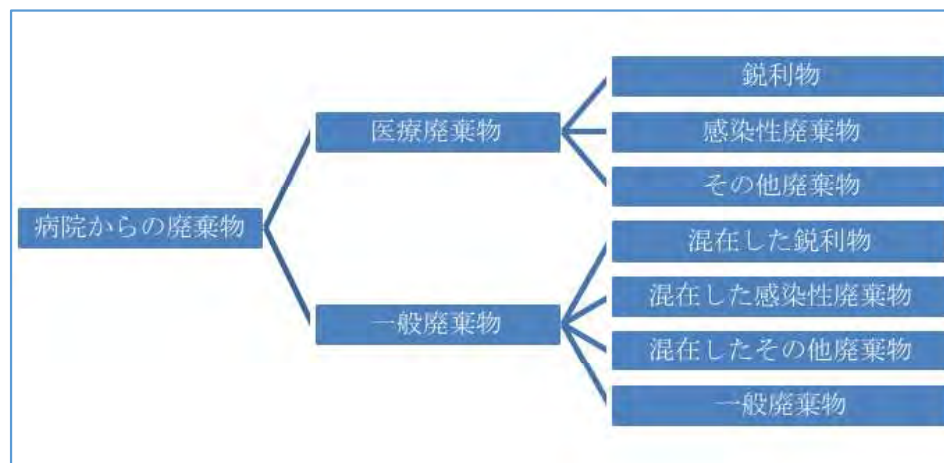 病院からの廃棄物
医療廃棄物
鋭利物
感染性廃棄物
その他廃棄物
一般廃棄物
混在した鋭利物
混在した感染性廃棄物
混在したその他廃棄物
一般廃棄物